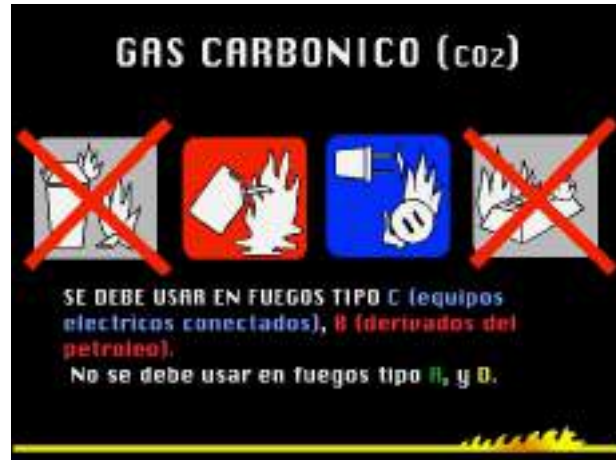 GAS CARBONICO (CO2)
SE DEBE USAR EN FUEGOS TIPO C (equipos
electricos conectados), B (derivados del
petroleo).
No se debe usar en fuegos tipo A, y D.